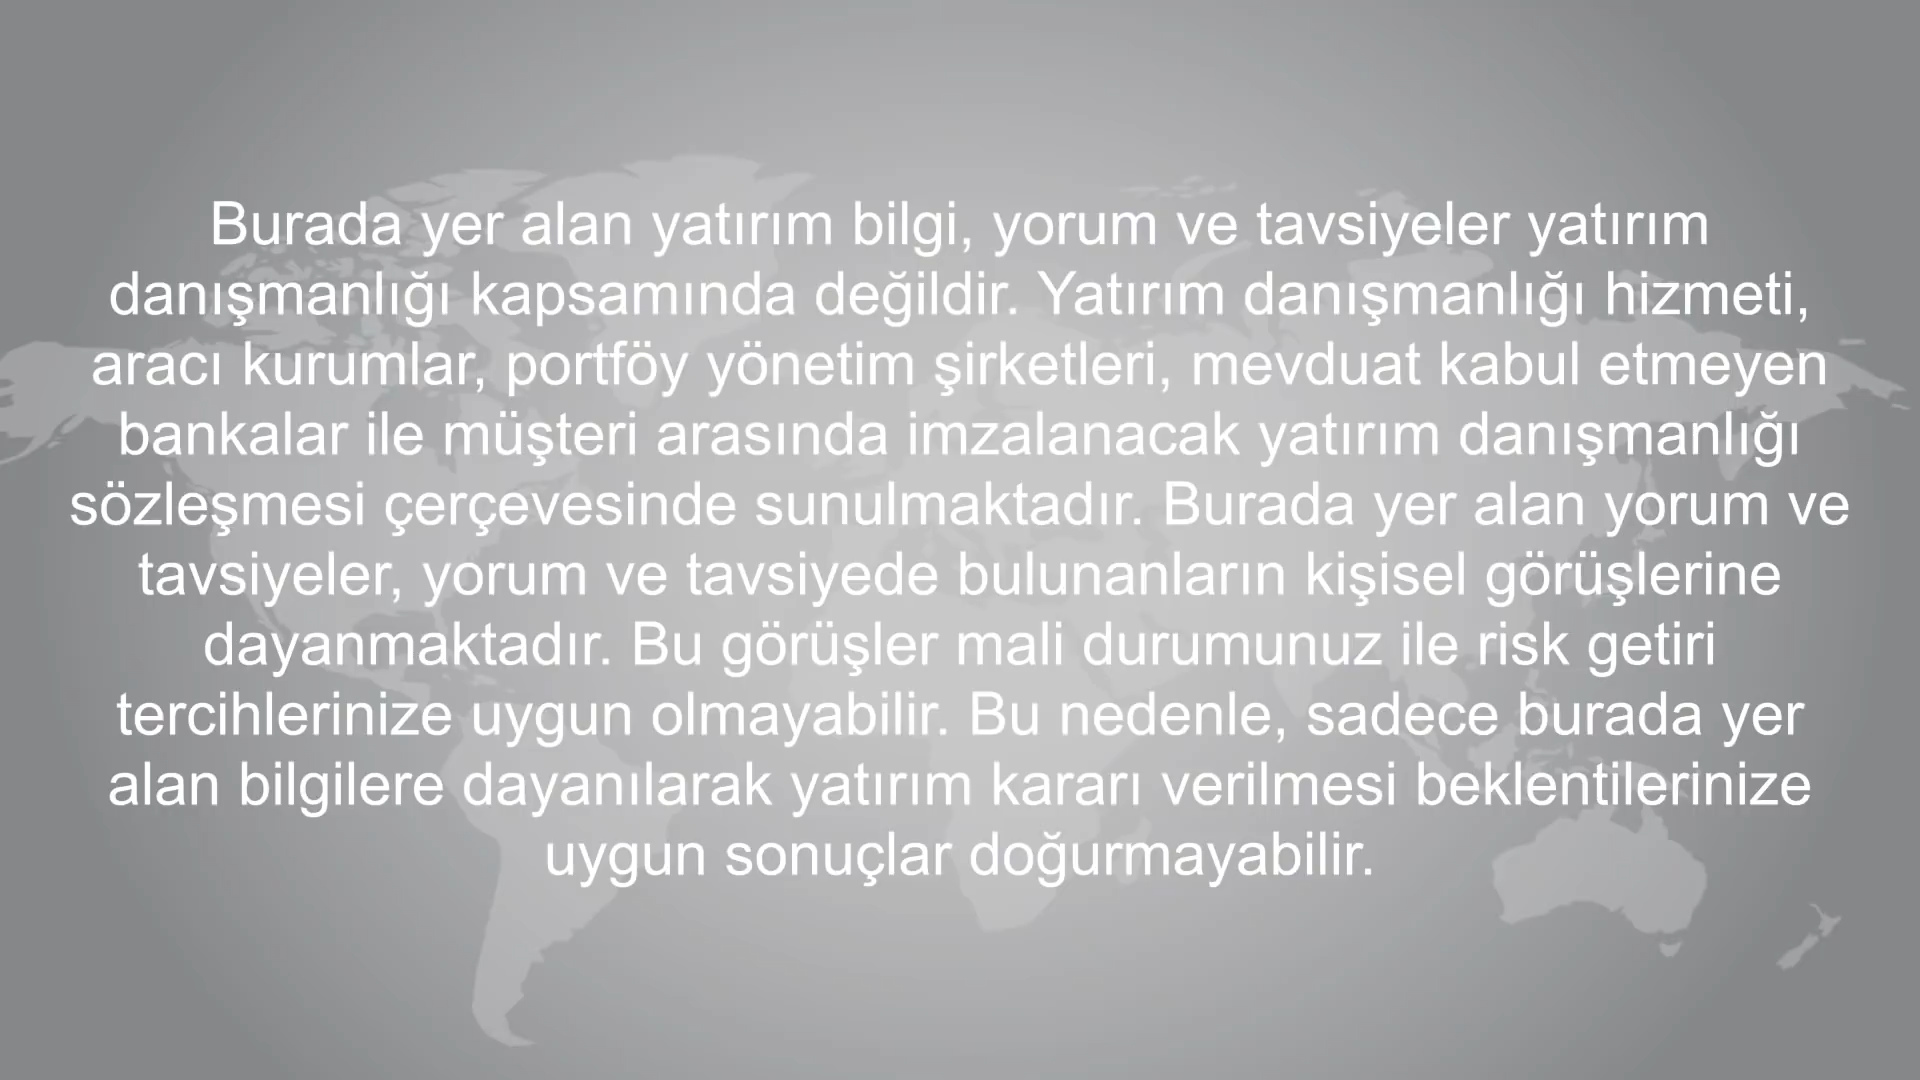 Burada yer alan yatırım bilgi, yorum ve tavsiyeler yatırım
danışmanlığı kapsamında değildir. Yatırım danışmanlığı hizmeti,
aracı kurumlar, portföy yönetim şirketleri, mevduat kabul etmeyen
bankalar ile müşteri arasında imzalanacak yatırım danışmanlığı
sözleşmesi çerçevesinde sunulmaktadır. Burada yer alan yorum ve
tavsiyeler, yorum ve tavsiyede bulunanların kişisel görüşlerine
dayanmaktadır. Bu görüşler mali durumunuz ile risk getiri
tercihlerinize uygun olmayabilir. Bu nedenle, sadece burada yer
alan bilgilere dayanılarak yatırım kararı verilmesi beklentilerinize
uygun sonuçlar doğurmayabilir.